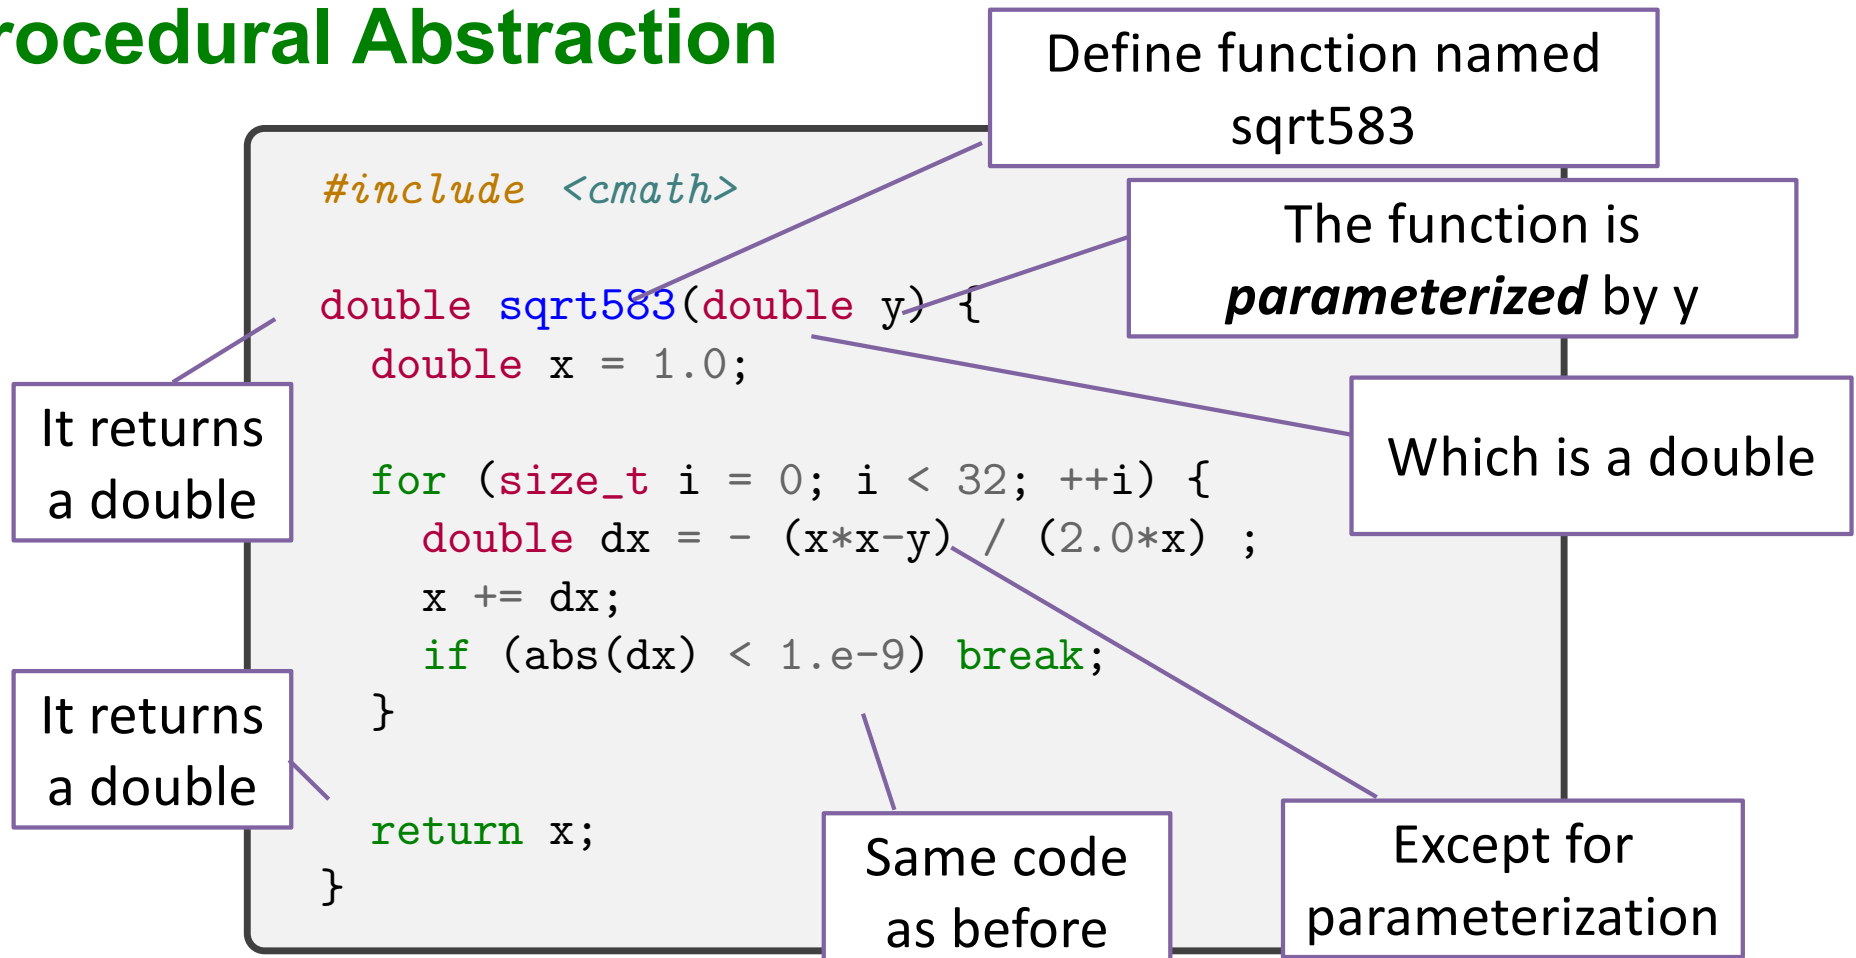 rocedural Abstraction
Define function named
sqrt583
#include <cmath>
The function is
parameterized by y
double sqrt583(double y) {
double x = 1.0;
It returns
a double
Which is a double
for (size_t i = 0; i < 32; ++i) {
double dx = - (x*x-y) / (2.0*x) ;
x += dx;
if (abs(dx) < 1.e-9) break;
}
It returns
a double
return x;
}
Same code
as before
Except for
parameterization